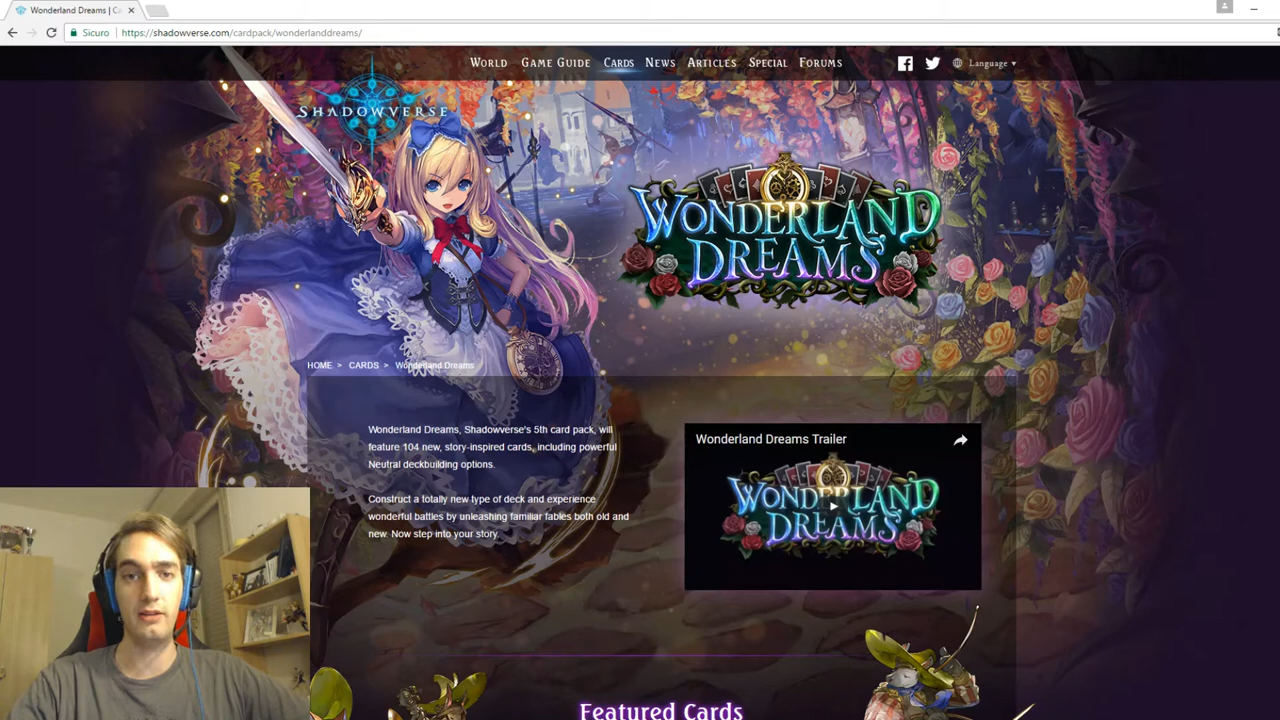 Wonderland Dreams | Ca
Sicuro
https://shadowverse.com/cardpack/wonderlanddreams/
WORLD GAME GUIDE CARDS NEWS ARTICLES SPECIAL FORUMS Language
SHADOWVERSE
WONDERLAND
DREAMS
HOME > CARDS > Wonderland Dreams
Wonderland Dreams, Shadowverse's 5th card pack, will
feature 104 new, story-inspired cards, including powerful
Neutral deckbuilding options.
Construct a totally new type of deck and experience
wonderful battles by unleashing familiar fables both old and
new. Now step into your story.
Wonderland Dreams Trailer
WONDERLAND
DREAMS
Featured Cards